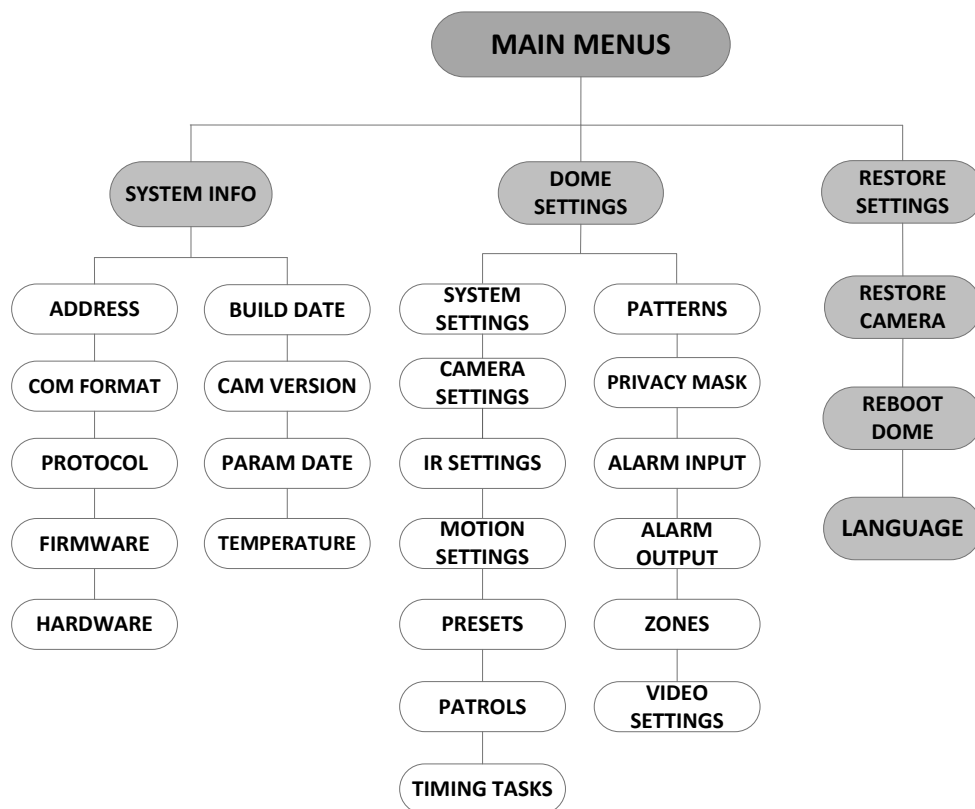 MAIN MENUS
SYSTEM INFO
DOME
SETTINGS
RESTORE
SETTINGS
ADDRESS
BUILD DATE
SYSTEM
SETTINGS
PATTERNS
RESTORE
CAMERA
COM FORMAT
CAM VERSION
CAMERA
SETTINGS
PRIVACY MASK
REBOOT
DOME
PROTOCOL
PARAM DATE
IR SETTINGS
ALARM INPUT
LANGUAGE
FIRMWARE
TEMPERATURE
MOTION
SETTINGS
ALARM
OUTPUT
HARDWARE
PRESETS
ZONES
PATROLS
VIDEO
SETTINGS
TIMING TASKS